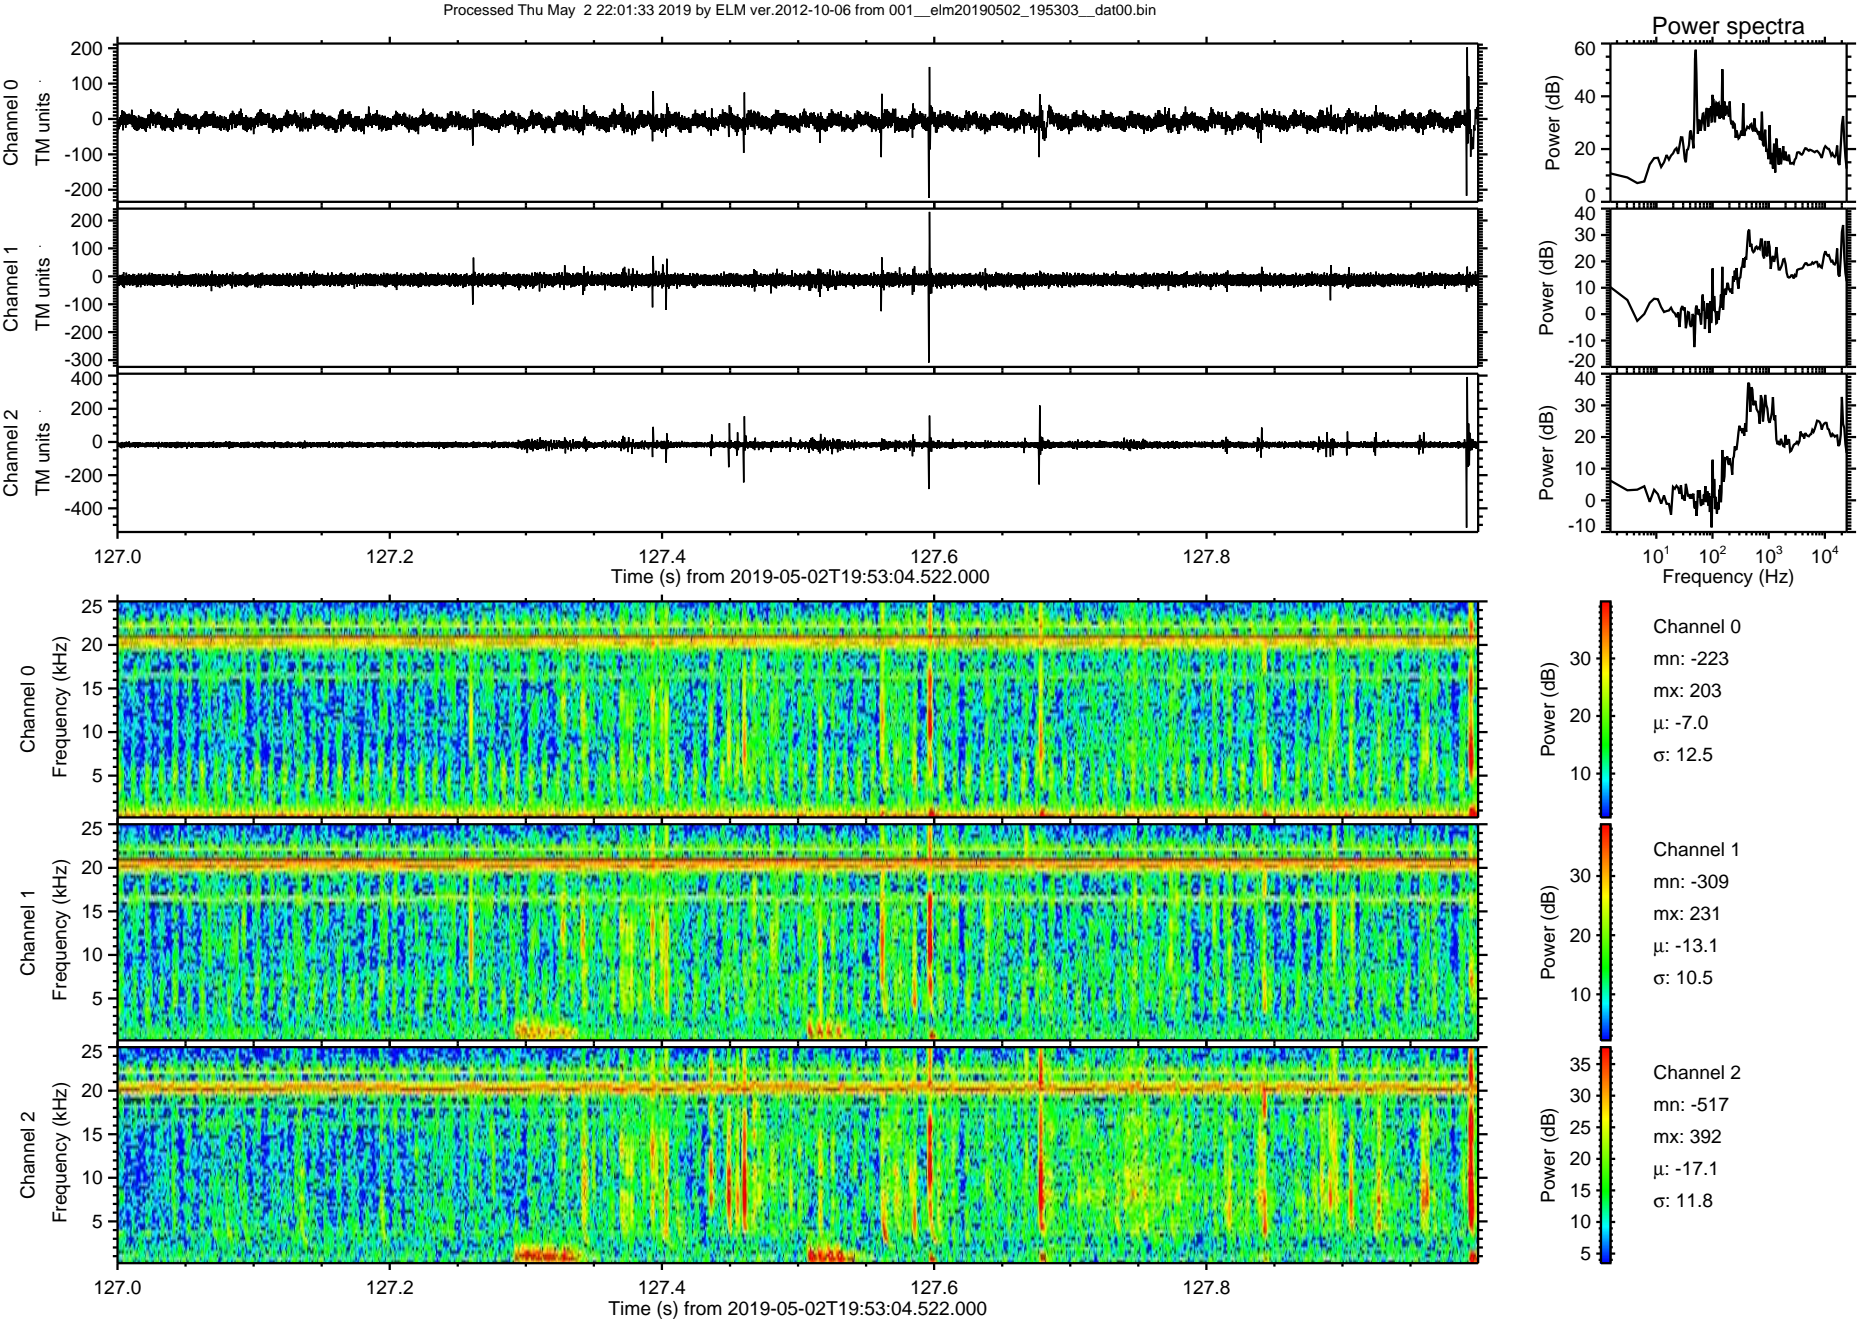 Processed Thu May  2 22:01:33 2019 by ELM ver.2012-10-06 from 001__elm20190502_195303__dat00.bin
Power spectra
Channel 0
TM units
200
100
0
-100
-200
Power (dB)
60
40
20
0
Channel 1
TM units
200
100
0
-100
-200
-300
Power (dB)
40
30
20
10
0
-10
-20
Channel 2
TM units
400
200
0
-200
-400
Power (dB)
40
30
20
10
0
-10
127.0 127.2 127.4 127.6 127.8
Time (s) from 2019-05-02T19:53:04.522.000
10^1 10^2 10^3 10^4
Frequency (Hz)
Channel 0
Frequency (kHz)
25
20
15
10
5
Power (dB)
30
20
10
Channel 0
mn: -223
mx: 203
μ: -7.0
σ: 12.5
Channel 1
Frequency (kHz)
25
20
15
10
5
Power (dB)
30
20
10
Channel 1
mn: -309
mx: 231
μ: -13.1
σ: 10.5
Channel 2
Frequency (kHz)
25
20
15
10
5
Power (dB)
35
30
25
20
15
10
5
Channel 2
mn: -517
mx: 392
μ: -17.1
σ: 11.8
127.0 127.2 127.4 127.6 127.8
Time (s) from 2019-05-02T19:53:04.522.000